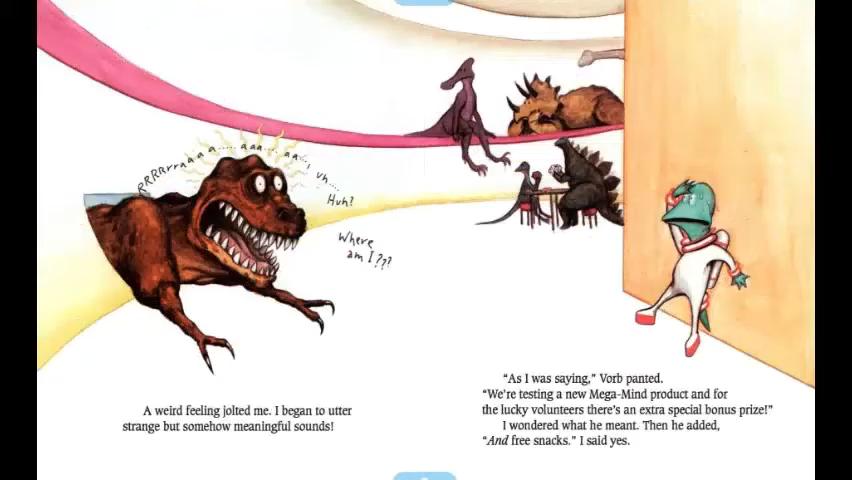 RRRRrraaaa.....aaa....aa..., uh....
Huh?
Where
am I???
A weird feeling jolted me. I began to utter
strange but somehow meaningful sounds!
“As I was saying,” Vorb panted.
“We're testing a new Mega-Mind product and for
the lucky volunteers there's an extra special bonus prize!”
I wondered what he meant. Then he added,
“And free snacks.” I said yes.